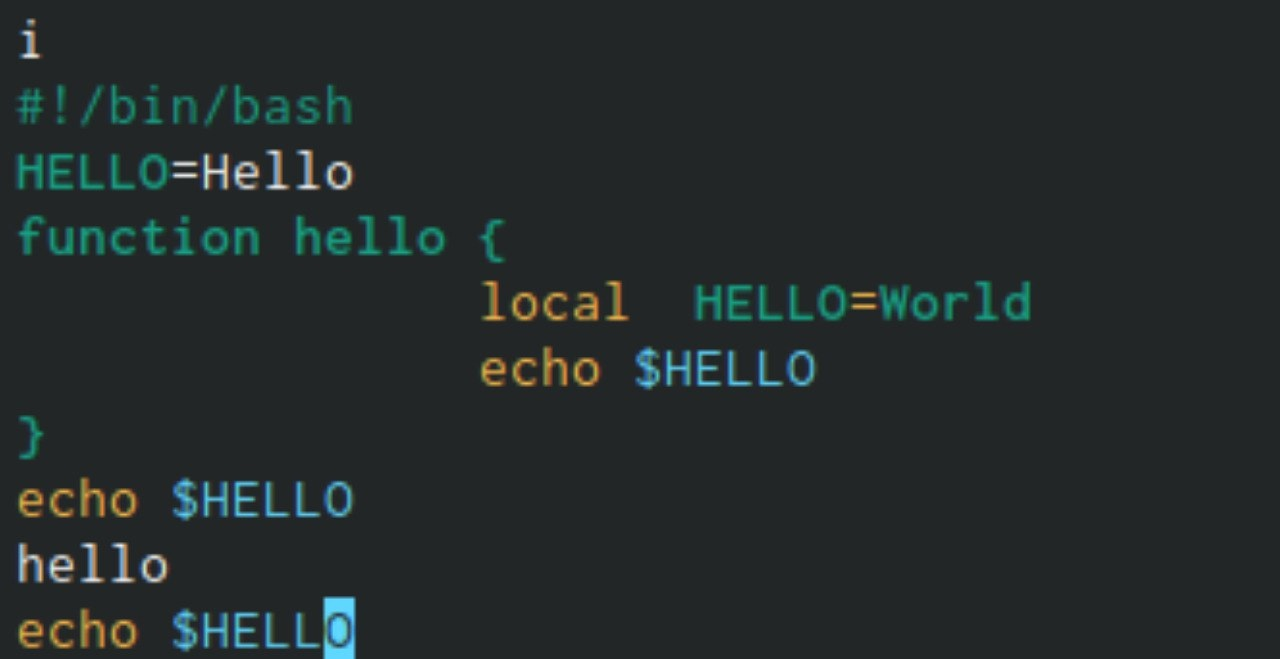 i
#!/bin/bash
HELLO=Hello
function hello {
local  HELLO=World
echo $HELLO
}
echo $HELLO
hello
echo $HELLO